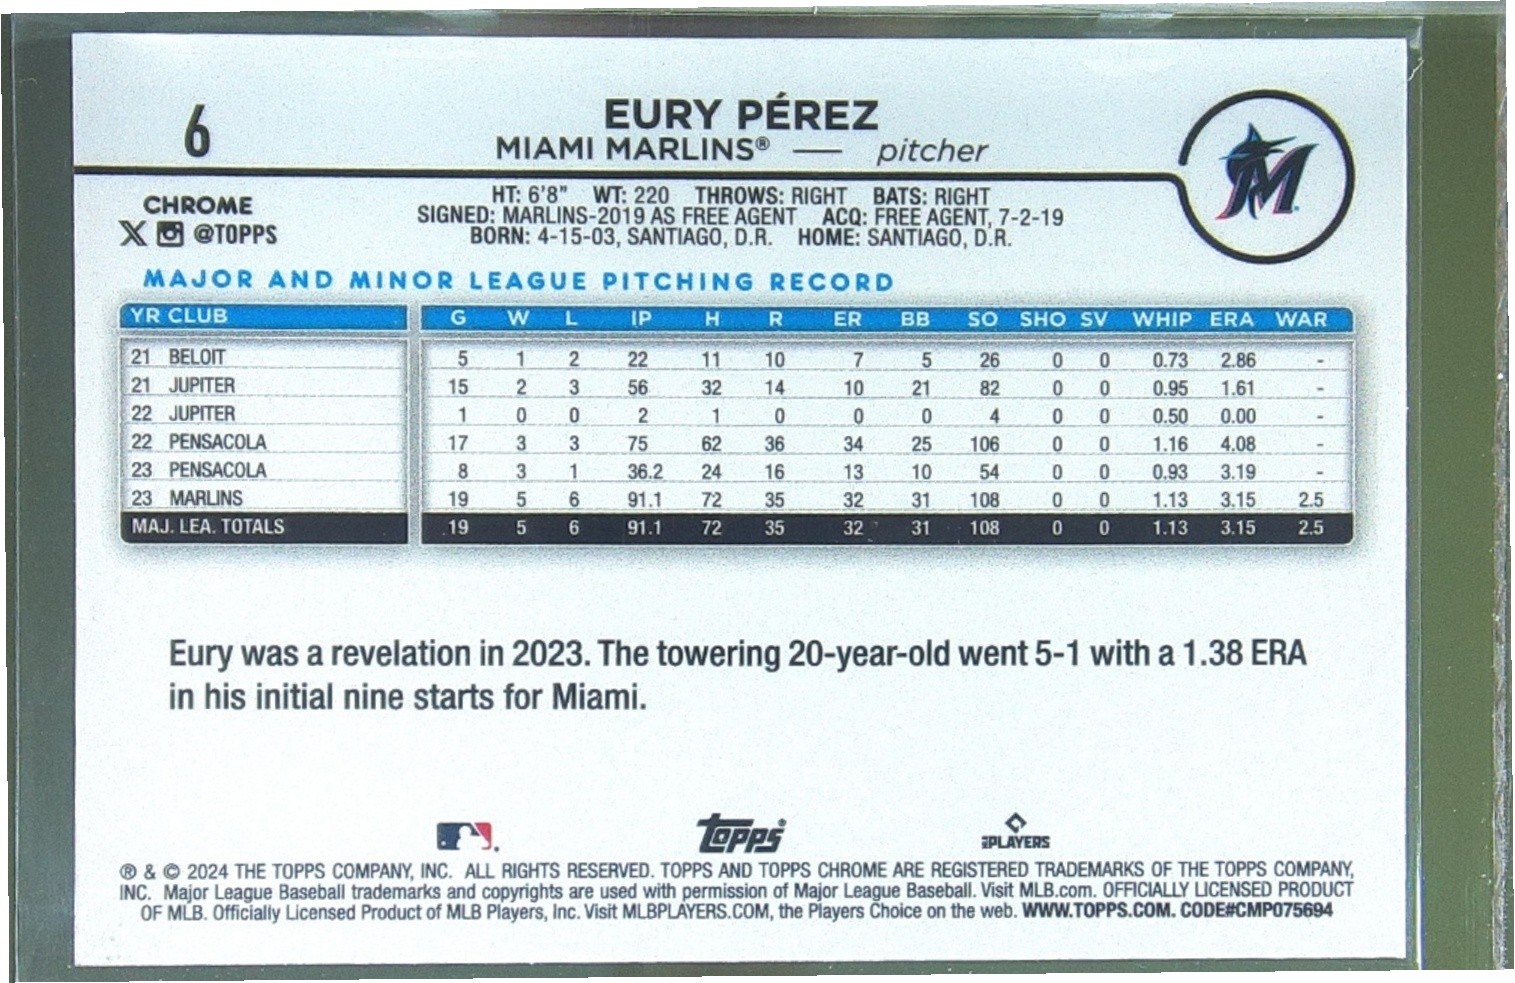 6
EURY PÉREZ
MIAMI MARLINS® — pitcher
M
CHROME
X @TOPPS
HT: 6'8" WT: 220 THROWS: RIGHT BATS: RIGHT
SIGNED: MARLINS-2019 AS FREE AGENT ACQ: FREE AGENT, 7-2-19
BORN: 4-15-03, SANTIAGO, D.R. HOME: SANTIAGO, D.R.
MAJOR AND MINOR LEAGUE PITCHING RECORD
YR CLUB G W L IP H R ER BB SO SHO SV WHIP ERA WAR
21 BELOIT 5 1 2 22 11 10 7 5 26 0 0 0.73 2.86 -
21 JUPITER 15 2 3 56 32 14 10 21 82 0 0 0.95 1.61 -
22 JUPITER 1 0 0 2 1 0 0 0 4 0 0 0.50 0.00 -
22 PENSACOLA 17 3 3 75 62 36 34 25 106 0 0 1.16 4.08 -
23 PENSACOLA 8 3 1 36.2 24 16 13 10 54 0 0 0.93 3.19 -
23 MARLINS 19 5 6 91.1 72 35 32 31 108 0 0 1.13 3.15 2.5
MAJ. LEA. TOTALS 19 5 6 91.1 72 35 32 31 108 0 0 1.13 3.15 2.5
Eury was a revelation in 2023. The towering 20-year-old went 5-1 with a 1.38 ERA
in his initial nine starts for Miami.
Topps® PLAYERS
® & © 2024 THE TOPPS COMPANY, INC. ALL RIGHTS RESERVED. TOPPS AND TOPPS CHROME ARE REGISTERED TRADEMARKS OF THE TOPPS COMPANY,
INC. Major League Baseball trademarks and copyrights are used with permission of Major League Baseball. Visit MLB.com. OFFICIALLY LICENSED PRODUCT
OF MLB. Officially Licensed Product of MLB Players, Inc. Visit MLBPLAYERS.COM, the Players Choice on the web. WWW.TOPPS.COM. CODE#CMP075694